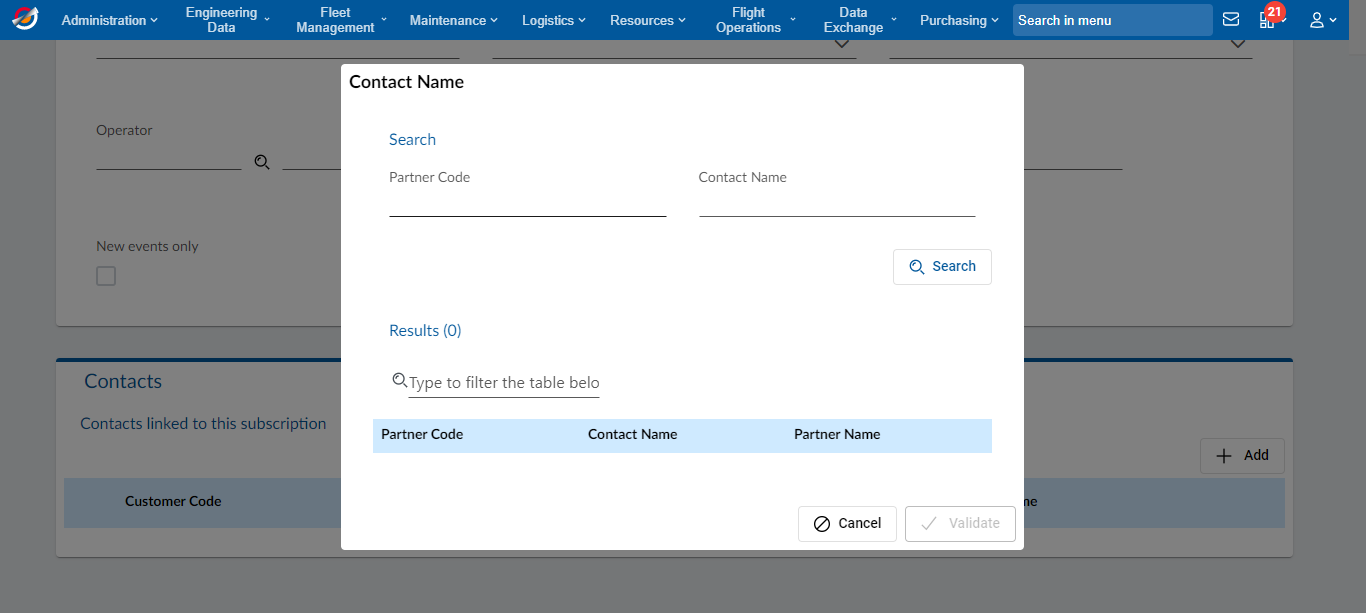 Administration
Engineering
Data
Fleet
Management
Maintenance
Logistics
Resources
Flight
Operations
Data
Exchange
Purchasing
Search in menu
21
Contact Name
Search
Partner Code
Contact Name
Search
Results (0)
Type to filter the table belo
Partner Code Contact Name Partner Name
Cancel
Validate
Operator
New events only
Contacts
Contacts linked to this subscription
Add
Customer Code